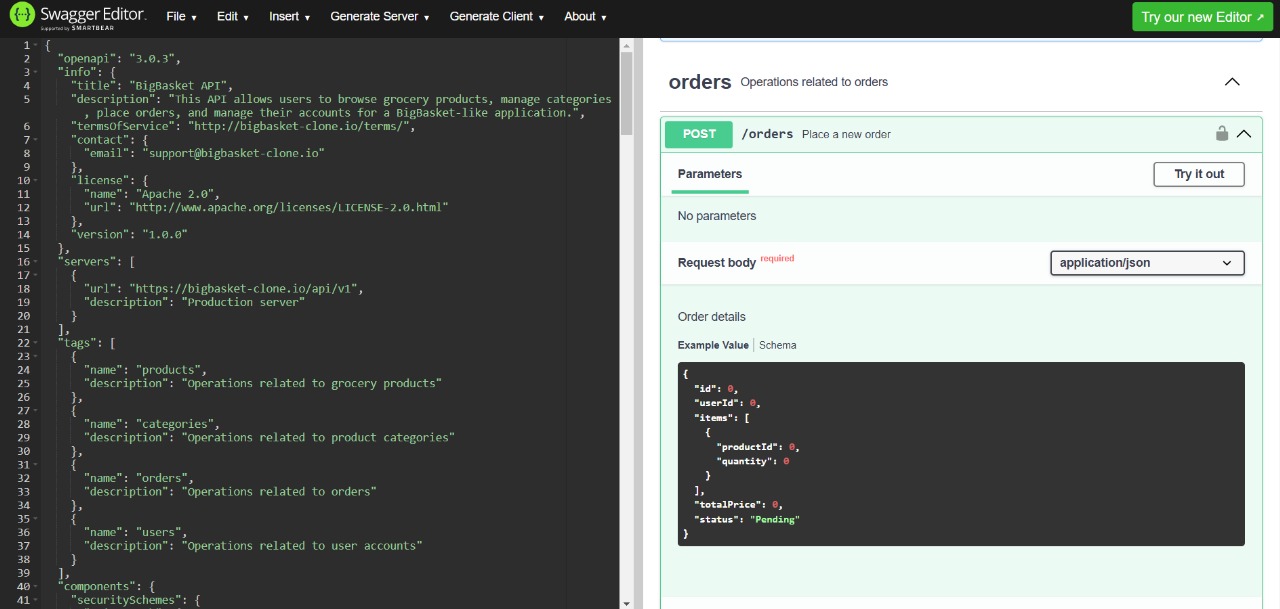 Swagger Editor.
Supported by SMARTBEAR
File
Edit
Insert
Generate Server
Generate Client
About
Try our new Editor
1 {
2 "openapi": "3.0.3",
3 "info": {
4 "title": "BigBasket API",
5 "description": "This API allows users to browse grocery products, manage categories
, place orders, and manage their accounts for a BigBasket-like application.",
6 "termsOfService": "http://bigbasket-clone.io/terms/",
7 "contact": {
8 "email": "support@bigbasket-clone.io"
9 },
10 "license": {
11 "name": "Apache 2.0",
12 "url": "http://www.apache.org/licenses/LICENSE-2.0.html"
13 },
14 "version": "1.0.0"
15 },
16 "servers": [
17 {
18 "url": "https://bigbasket-clone.io/api/v1",
19 "description": "Production server"
20 }
21 ],
22 "tags": [
23 {
24 "name": "products",
25 "description": "Operations related to grocery products"
26 },
27 {
28 "name": "categories",
29 "description": "Operations related to product categories"
30 },
31 {
32 "name": "orders",
33 "description": "Operations related to orders"
34 },
35 {
36 "name": "users",
37 "description": "Operations related to user accounts"
38 }
39 ],
40 "components": {
41 "securitySchemes": {
orders Operations related to orders
POST /orders Place a new order
Parameters
Try it out
No parameters
Request body required
application/json
Order details
Example Value | Schema
{
"id": 0,
"userId": 0,
"items": [
{
"productId": 0,
"quantity": 0
}
],
"totalPrice": 0,
"status": "Pending"
}